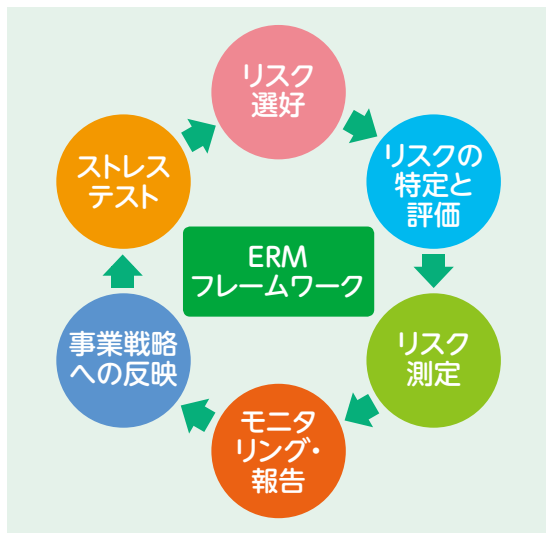 リスク
選好
リスクの
特定と
評価
リスク
測定
モニタ
リング・
報告
事業戦略
への反映
ストレス
テスト
ERM
フレームワーク